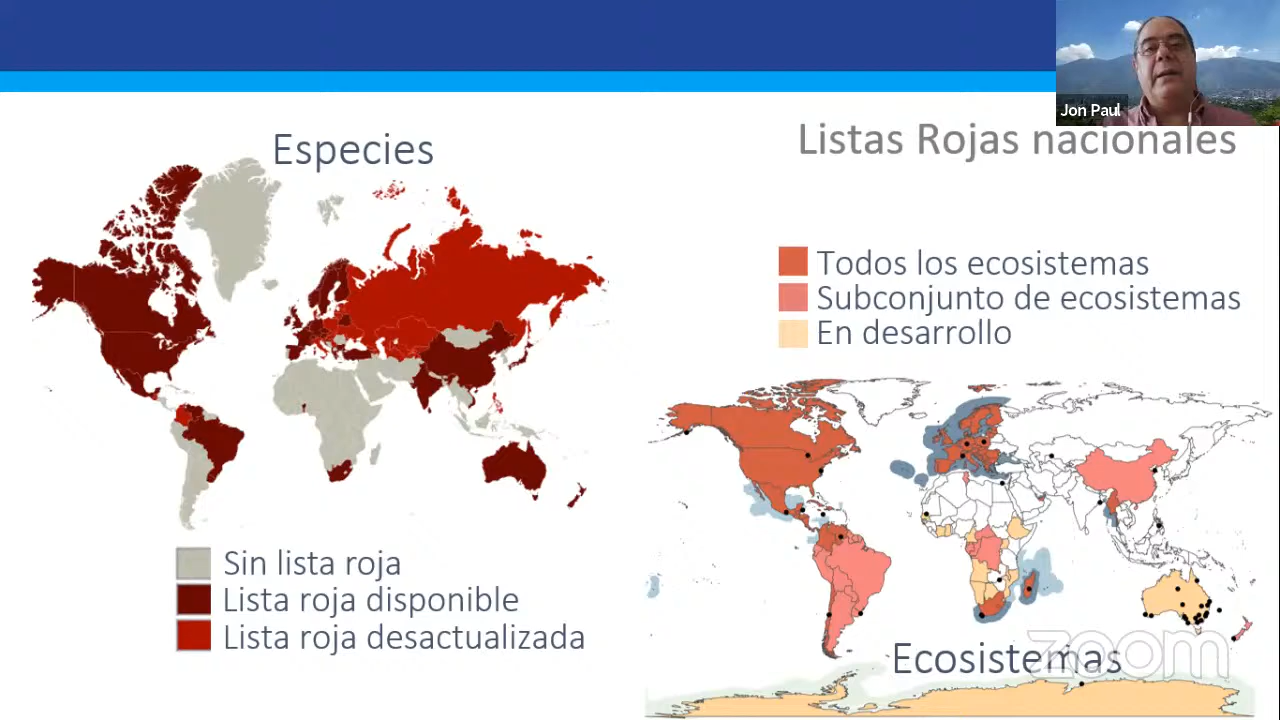 Jon Paul
Listas Rojas nacionales
Especies
Todos los ecosistemas
Subconjunto de ecosistemas
En desarrollo
Sin lista roja
Lista roja disponible
Lista roja desactualizada
Ecosistemas
zoom